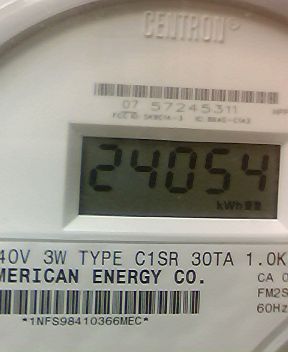 CENTRON®
07 57245311
24054
kWh
40V 3W TYPE C1SR 30TA 1.0K
MERICAN ENERGY CO.
CA 0
FM2S
60Hz
*1NFS98410366MEC*